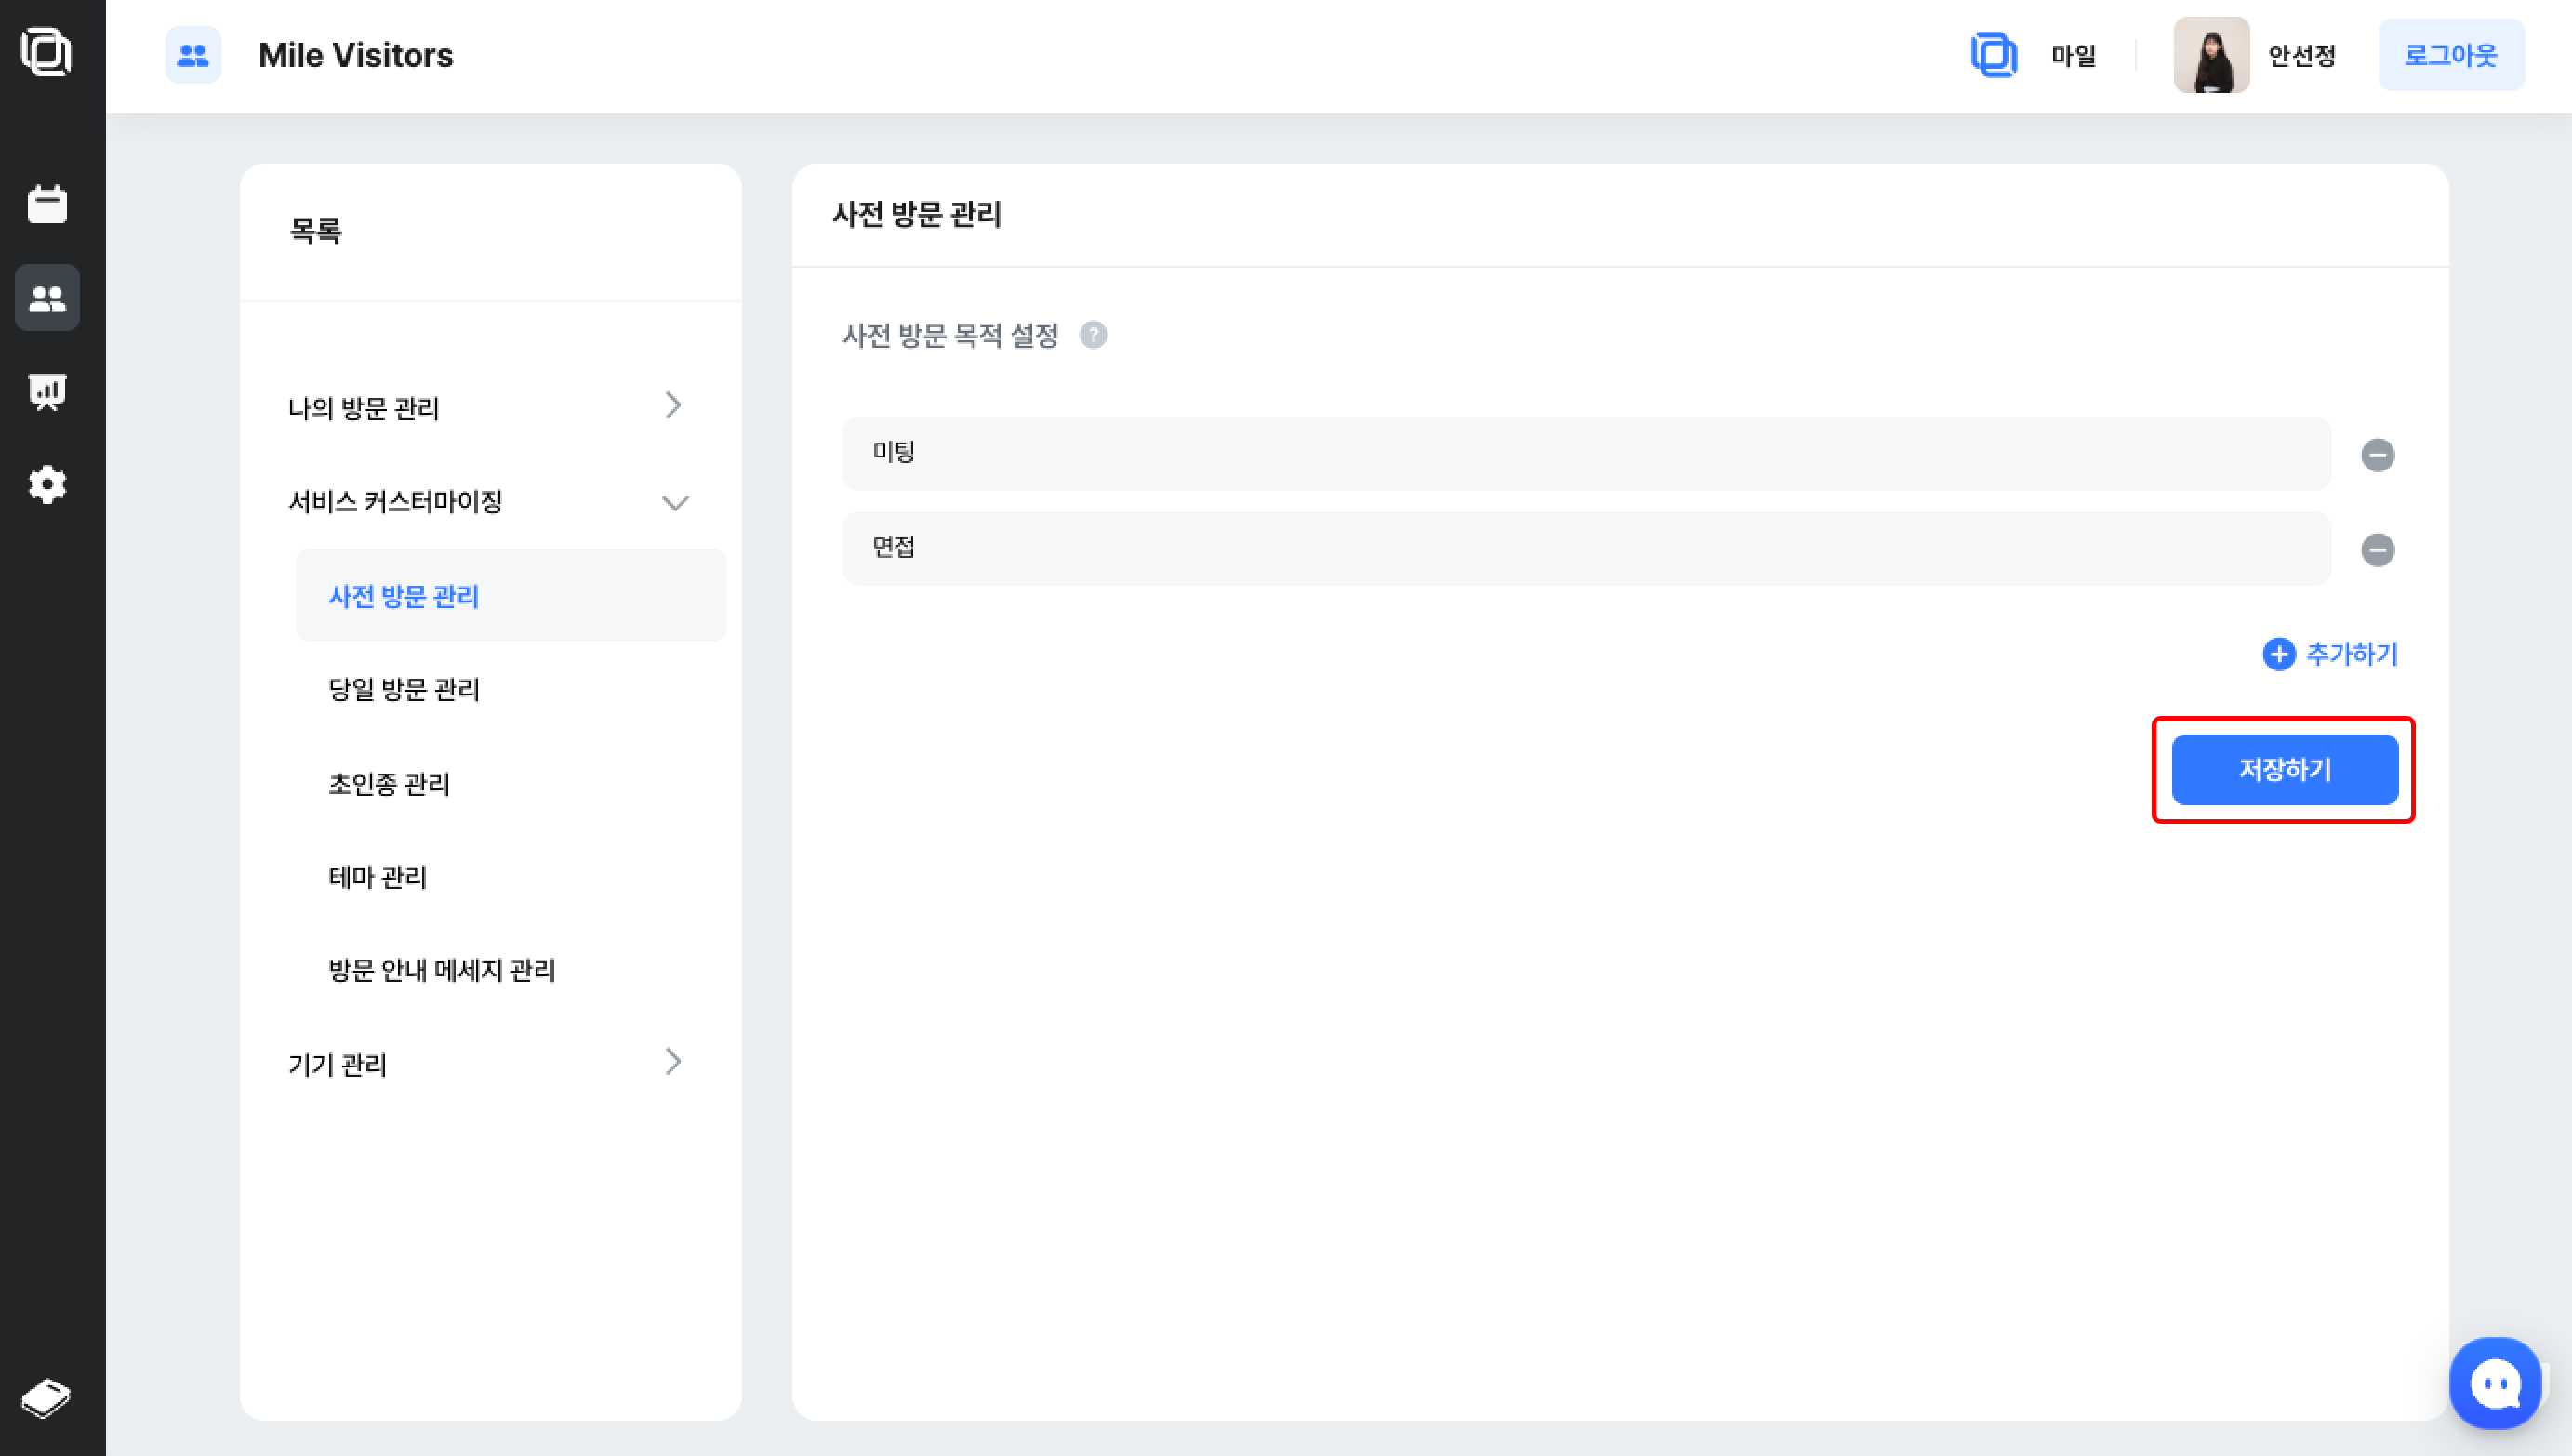 Mile Visitors
마일
안선정
로그아웃
목록
나의 방문 관리
서비스 커스터마이징
사전 방문 관리
당일 방문 관리
초인종 관리
테마 관리
방문 안내 메세지 관리
기기 관리
사전 방문 관리
사전 방문 목적 설정 ?
미팅
면접
추가하기
저장하기